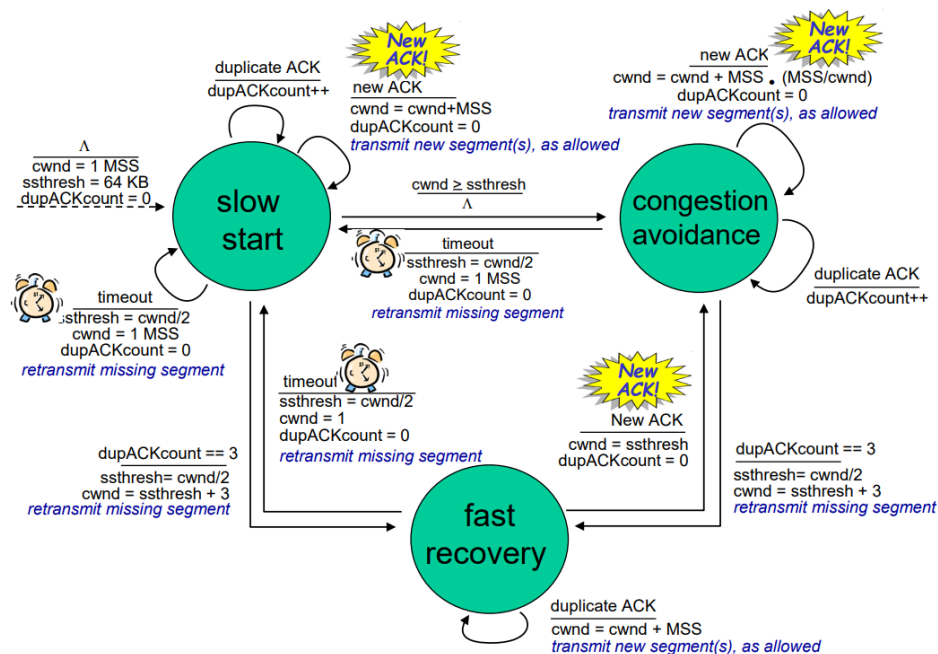 New
ACK!
duplicate ACK
dupACKcount++
new ACK
cwnd = cwnd+MSS
dupACKcount = 0
transmit new segment(s), as allowed
New
ACK!
new ACK
cwnd = cwnd + MSS • (MSS/cwnd)
dupACKcount = 0
transmit new segment(s), as allowed
Λ
cwnd = 1 MSS
ssthresh = 64 KB
dupACKcount = 0
slow
start
cwnd ≥ ssthresh
Λ
congestion
avoidance
timeout
ssthresh = cwnd/2
cwnd = 1 MSS
dupACKcount = 0
retransmit missing segment
duplicate ACK
dupACKcount++
timeout
ssthresh = cwnd/2
cwnd = 1 MSS
dupACKcount = 0
retransmit missing segment
timeout
ssthresh = cwnd/2
cwnd = 1
dupACKcount = 0
retransmit missing segment
New
ACK!
New ACK
cwnd = ssthresh
dupACKcount = 0
dupACKcount == 3
ssthresh= cwnd/2
cwnd = ssthresh + 3
retransmit missing segment
dupACKcount == 3
ssthresh= cwnd/2
cwnd = ssthresh + 3
retransmit missing segment
fast
recovery
duplicate ACK
cwnd = cwnd + MSS
transmit new segment(s), as allowed